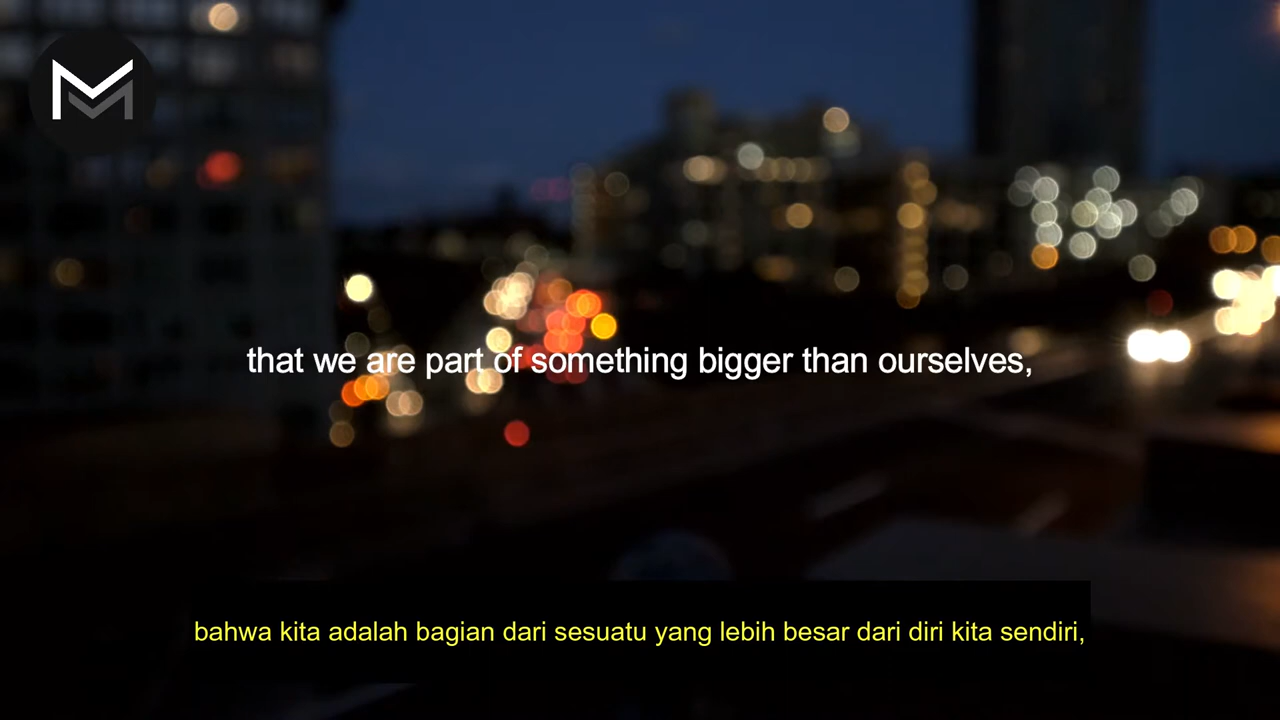 that we are part of something bigger than ourselves,
bahwa kita adalah bagian dari sesuatu yang lebih besar dari diri kita sendiri,